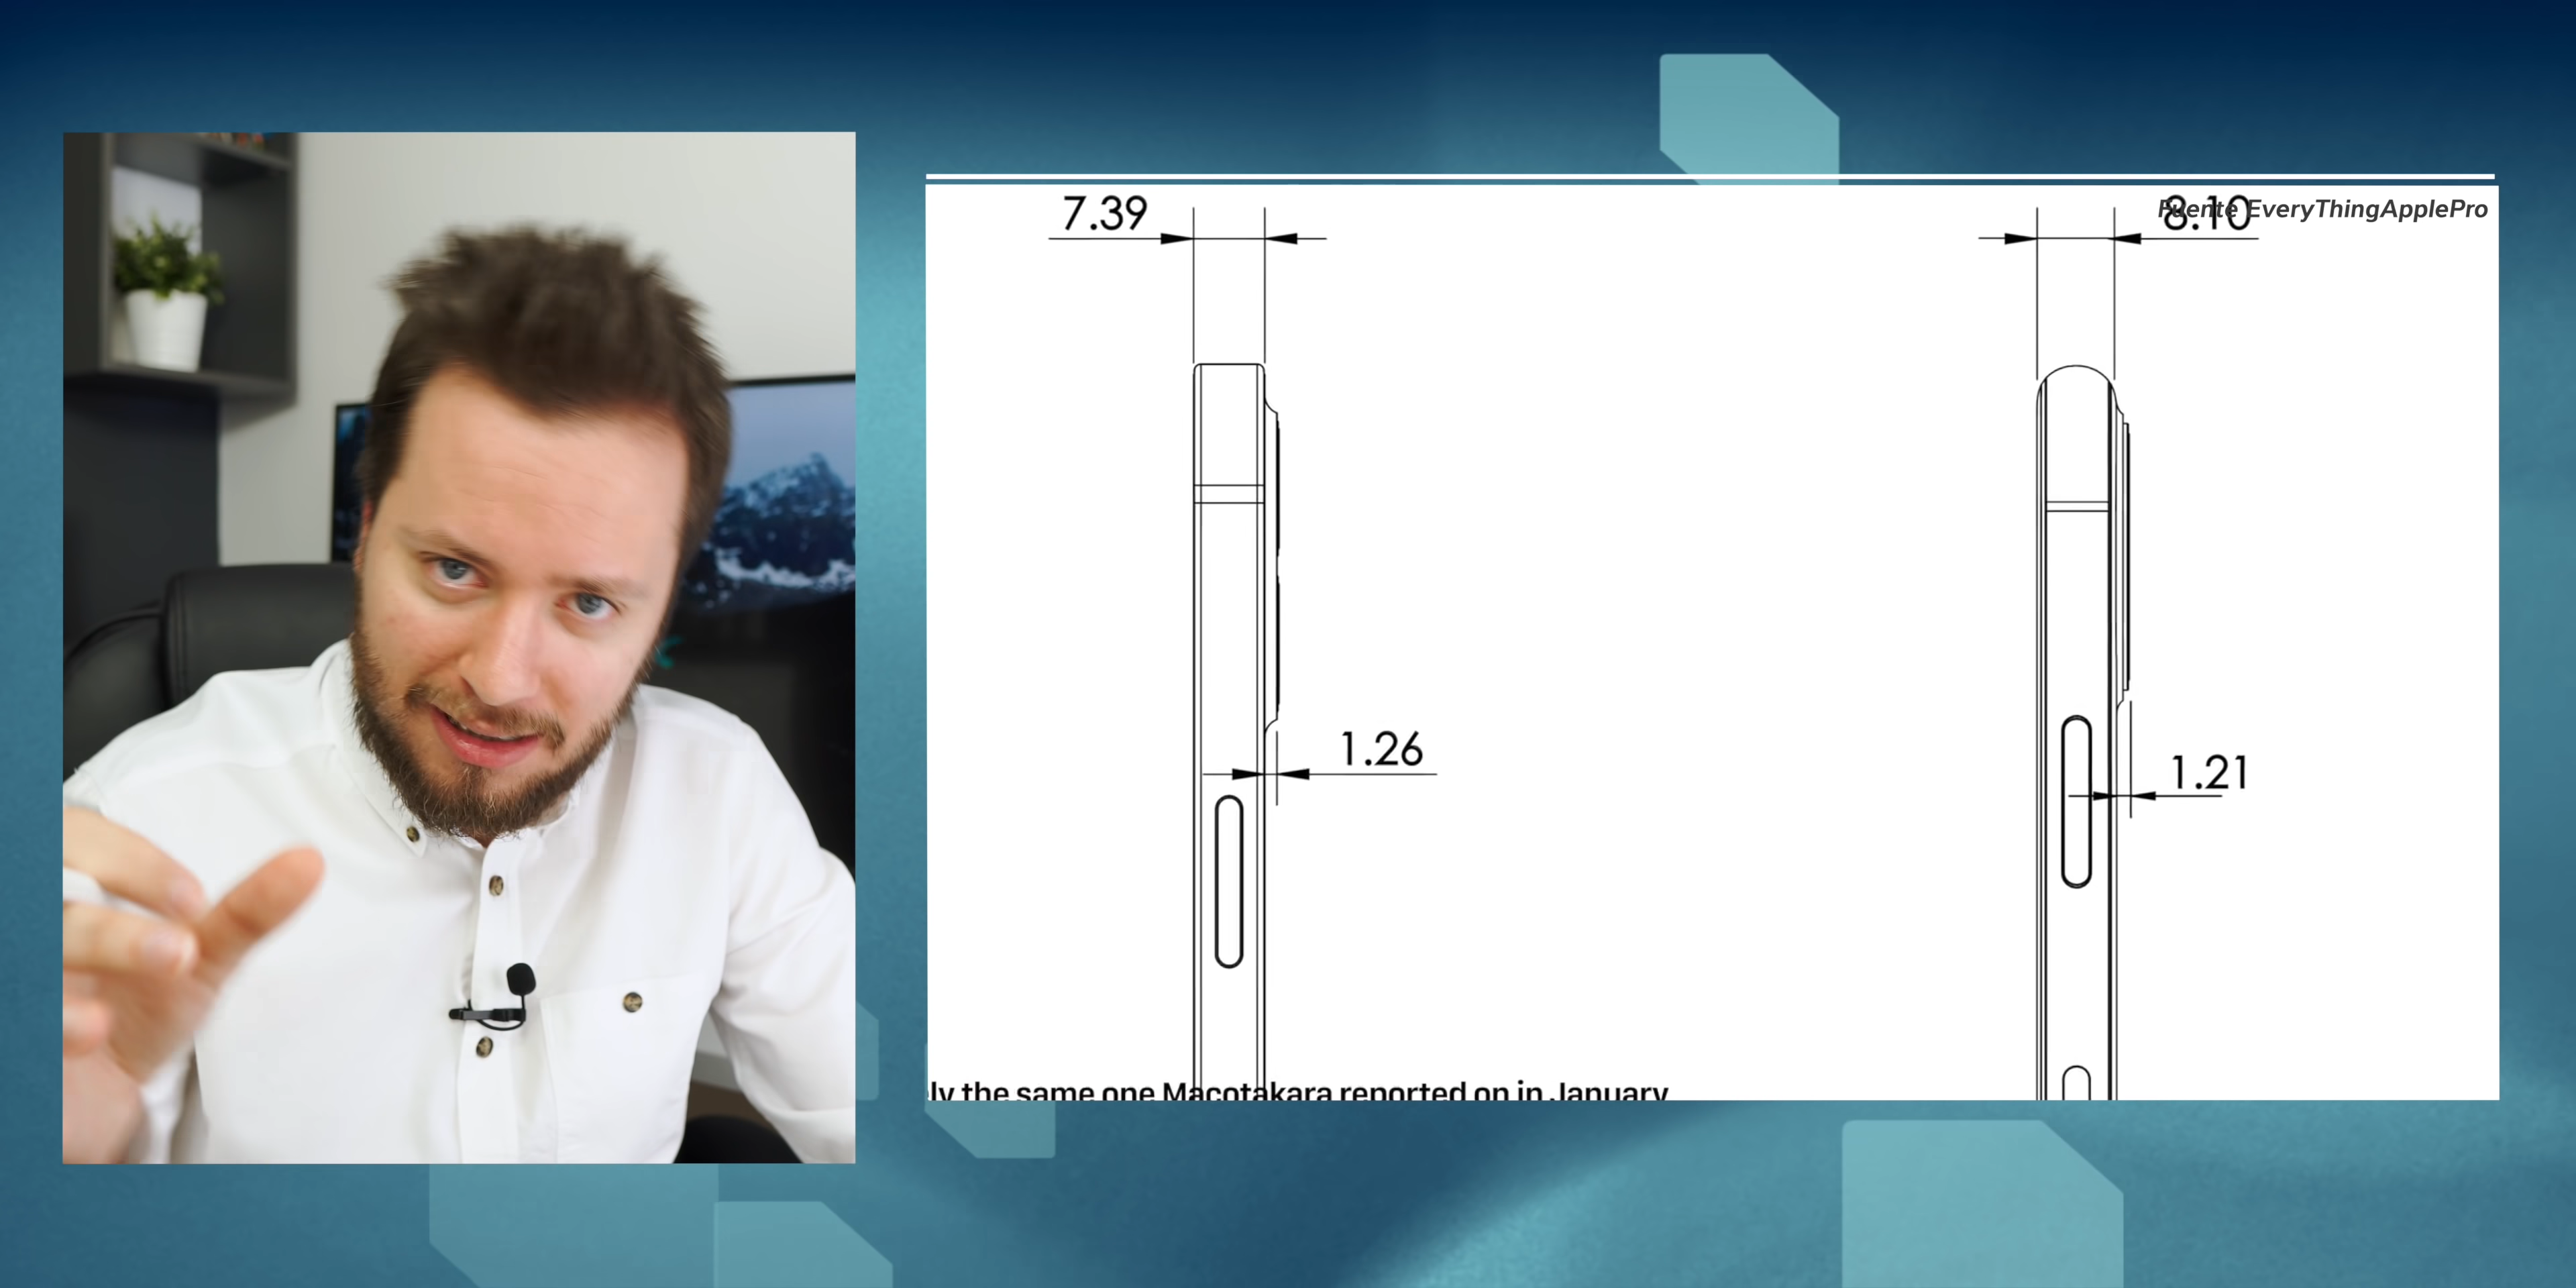 7.39
8.10
Fuente EveryThingApplePro
1.26
1.21
ly the same one Macotakara reported on in January